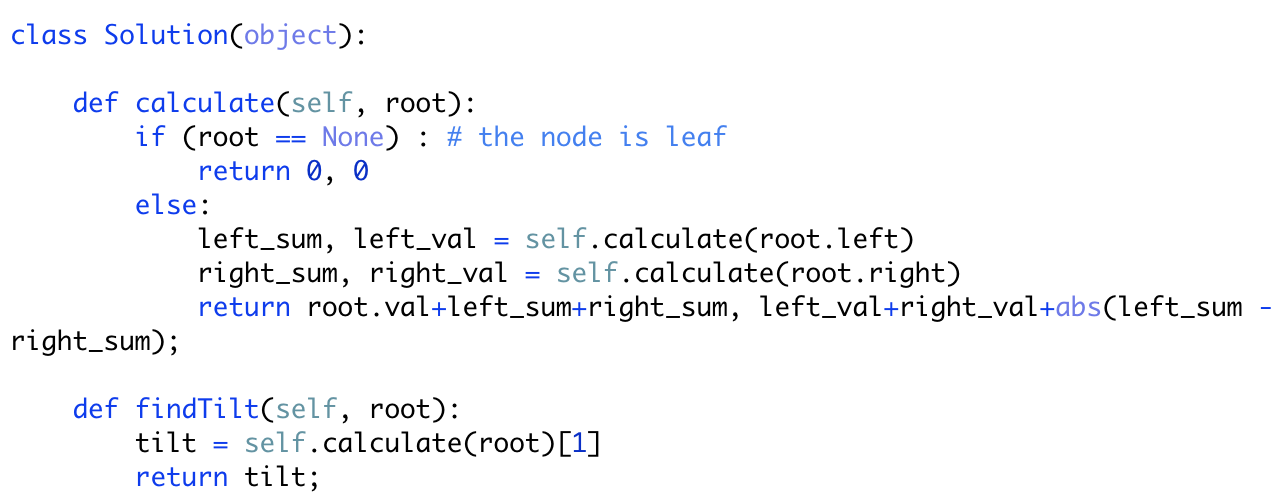 class Solution(object):
    def calculate(self, root):
        if (root == None) : # the node is leaf
            return 0, 0
        else:
            left_sum, left_val = self.calculate(root.left)
            right_sum, right_val = self.calculate(root.right)
            return root.val+left_sum+right_sum, left_val+right_val+abs(left_sum -
right_sum);
    def findTilt(self, root):
        tilt = self.calculate(root)[1]
        return tilt;